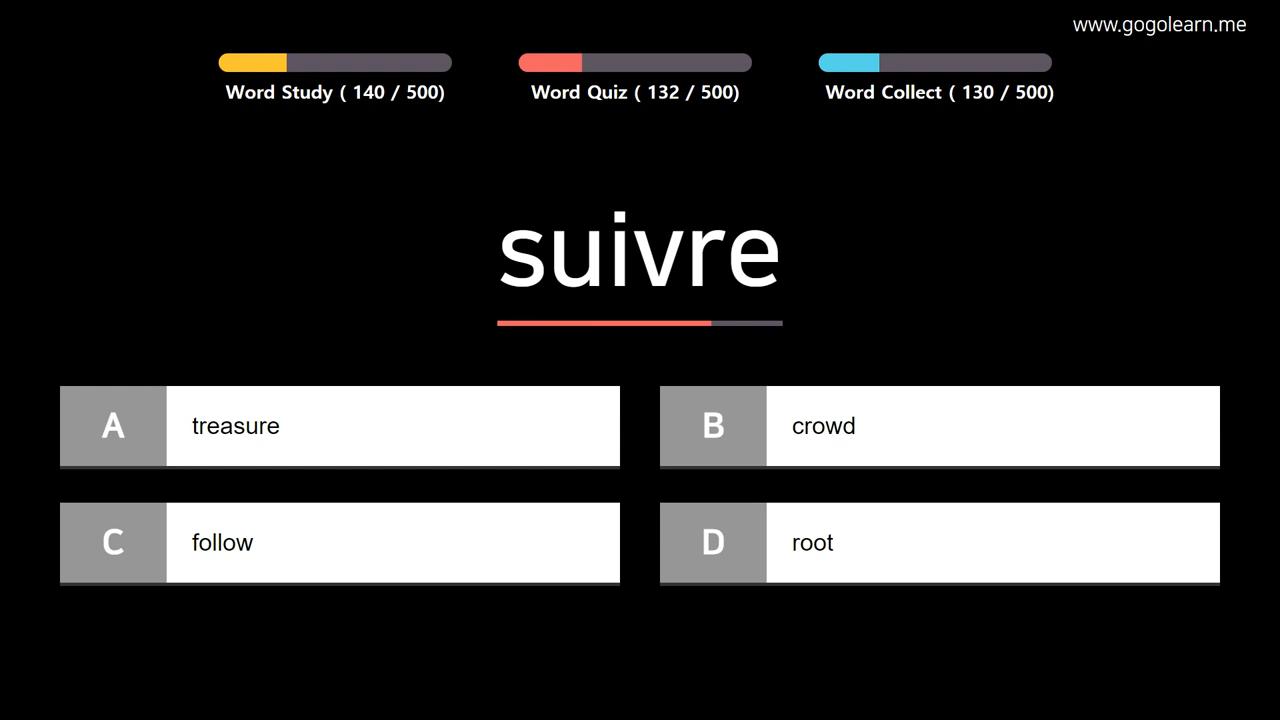 www.gogolearn.me
Word Study ( 140 / 500)
Word Quiz ( 132 / 500)
Word Collect ( 130 / 500)
suivre
A treasure
B crowd
C follow
D root